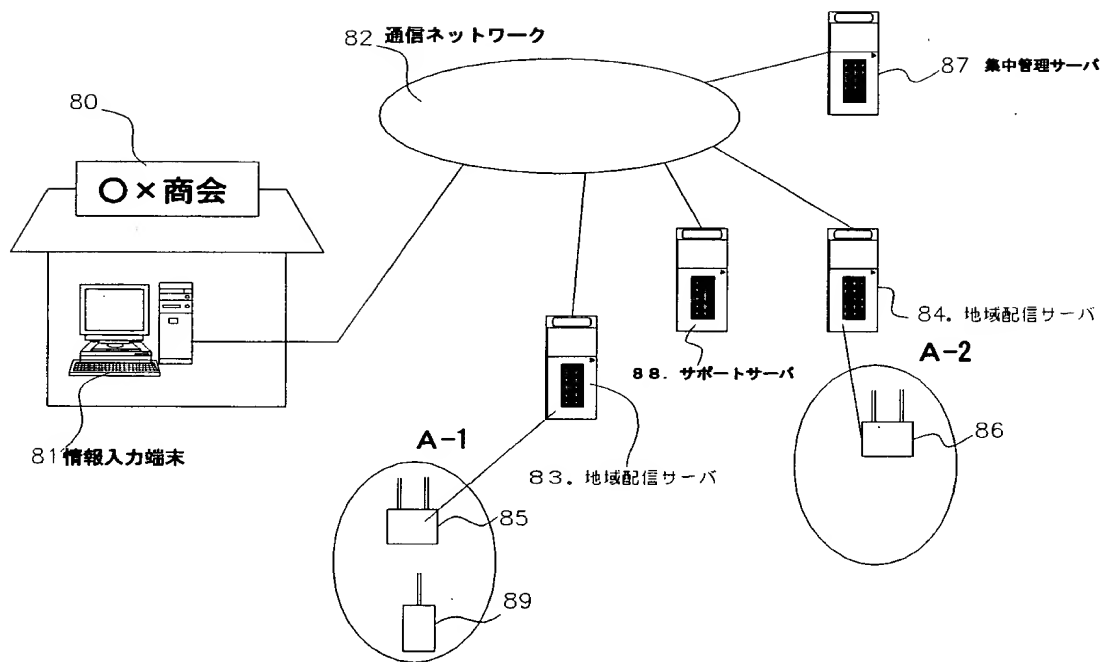 82 通信ネットワーク
87 集中管理サーバ
80
○×商会
84. 地域配信サーバ
A-2
88. サポートサーバ
A-1
86
81 情報入力端末
83. 地域配信サーバ
85
89